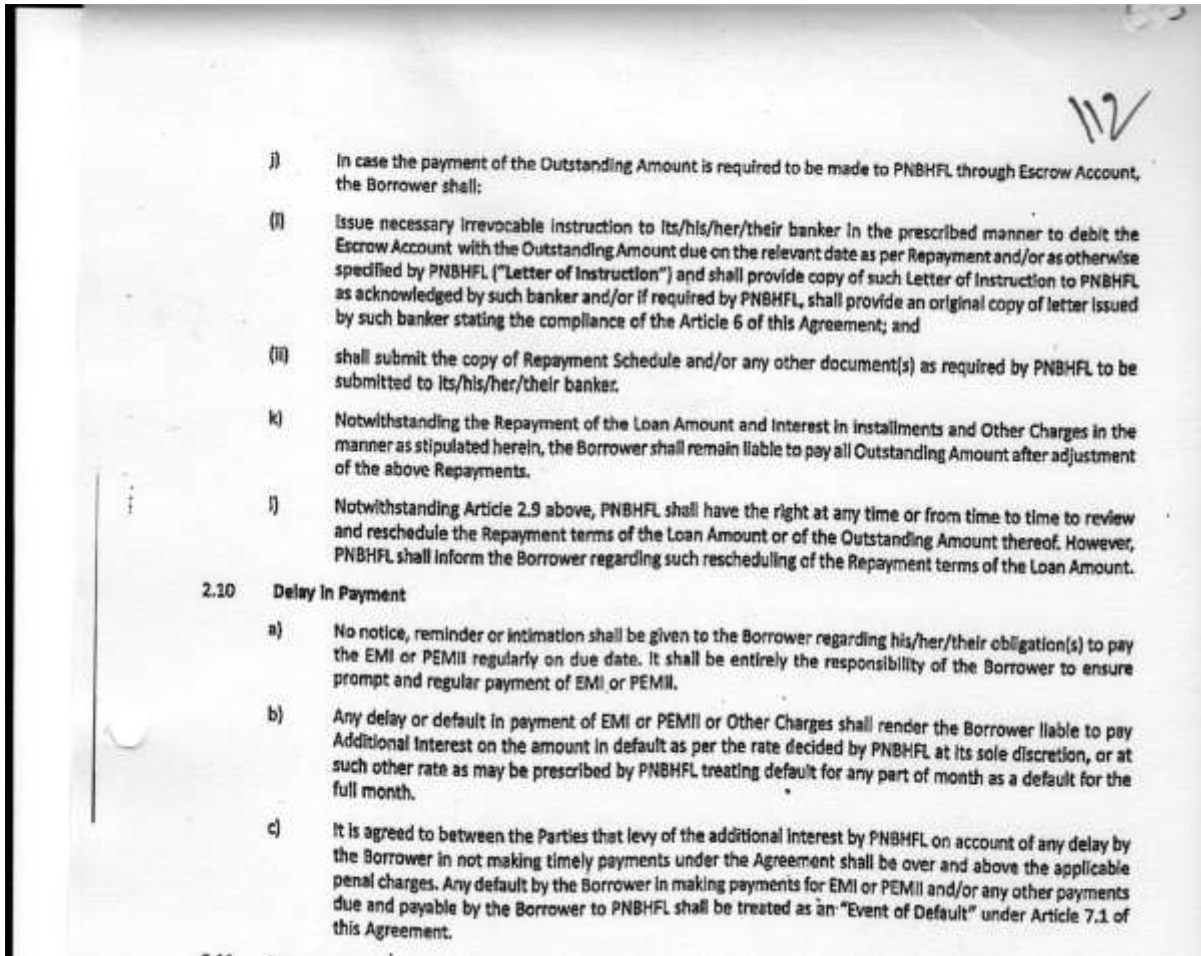 112
j) In case the payment of the Outstanding Amount is required to be made to PNBHFL through Escrow Account,
the Borrower shall:
(i) Issue necessary irrevocable instruction to its/his/her/their banker in the prescribed manner to debit the
Escrow Account with the Outstanding Amount due on the relevant date as per Repayment and/or as otherwise
specified by PNBHFL ("Letter of Instruction") and shall provide copy of such Letter of Instruction to PNBHFL
as acknowledged by such banker and/or if required by PNBHFL, shall provide an original copy of letter issued
by such banker stating the compliance of the Article 6 of this Agreement; and
(ii) shall submit the copy of Repayment Schedule and/or any other document(s) as required by PNBHFL to be
submitted to its/his/her/their banker.
k) Notwithstanding the Repayment of the Loan Amount and Interest in installments and Other Charges in the
manner as stipulated herein, the Borrower shall remain liable to pay all Outstanding Amount after adjustment
of the above Repayments.
l) Notwithstanding Article 2.9 above, PNBHFL shall have the right at any time or from time to time to review
and reschedule the Repayment terms of the Loan Amount or of the Outstanding Amount thereof. However,
PNBHFL shall inform the Borrower regarding such rescheduling of the Repayment terms of the Loan Amount.
2.10 Delay in Payment
a) No notice, reminder or intimation shall be given to the Borrower regarding his/her/their obligation(s) to pay
the EMI or PEMII regularly on due date. It shall be entirely the responsibility of the Borrower to ensure
prompt and regular payment of EMI or PEMII.
b) Any delay or default in payment of EMI or PEMII or Other Charges shall render the Borrower liable to pay
Additional Interest on the amount in default as per the rate decided by PNBHFL at its sole discretion, or at
such other rate as may be prescribed by PNBHFL treating default for any part of month as a default for the
full month.
c) It is agreed to between the Parties that levy of the additional interest by PNBHFL on account of any delay by
the Borrower in not making timely payments under the Agreement shall be over and above the applicable
penal charges. Any default by the Borrower in making payments for EMI or PEMII and/or any other payments
due and payable by the Borrower to PNBHFL shall be treated as an "Event of Default" under Article 7.1 of
this Agreement.